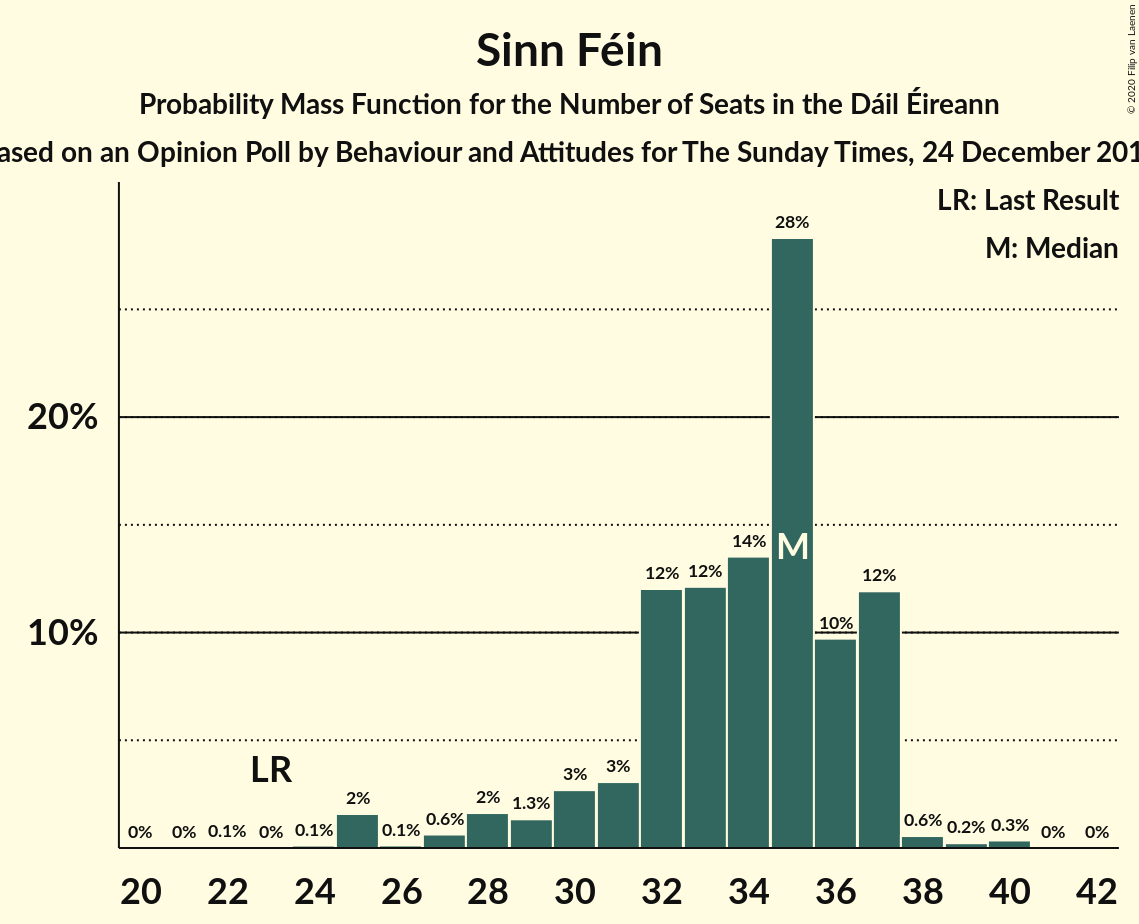 Sinn Féin
Probability Mass Function for the Number of Seats in the Dáil Éireann
ased on an Opinion Poll by Behaviour and Attitudes for The Sunday Times, 24 December 201
© 2020 Filip van Laenen
LR: Last Result
M: Median
28%
20%
14%
M
12% 12% 12%
10%
10%
LR
3% 3%
2% 2% 1.3%
0% 0% 0.1% 0% 0.1% 0.1% 0.6% 0.6% 0.2% 0.3% 0% 0%
20 22 24 26 28 30 32 34 36 38 40 42